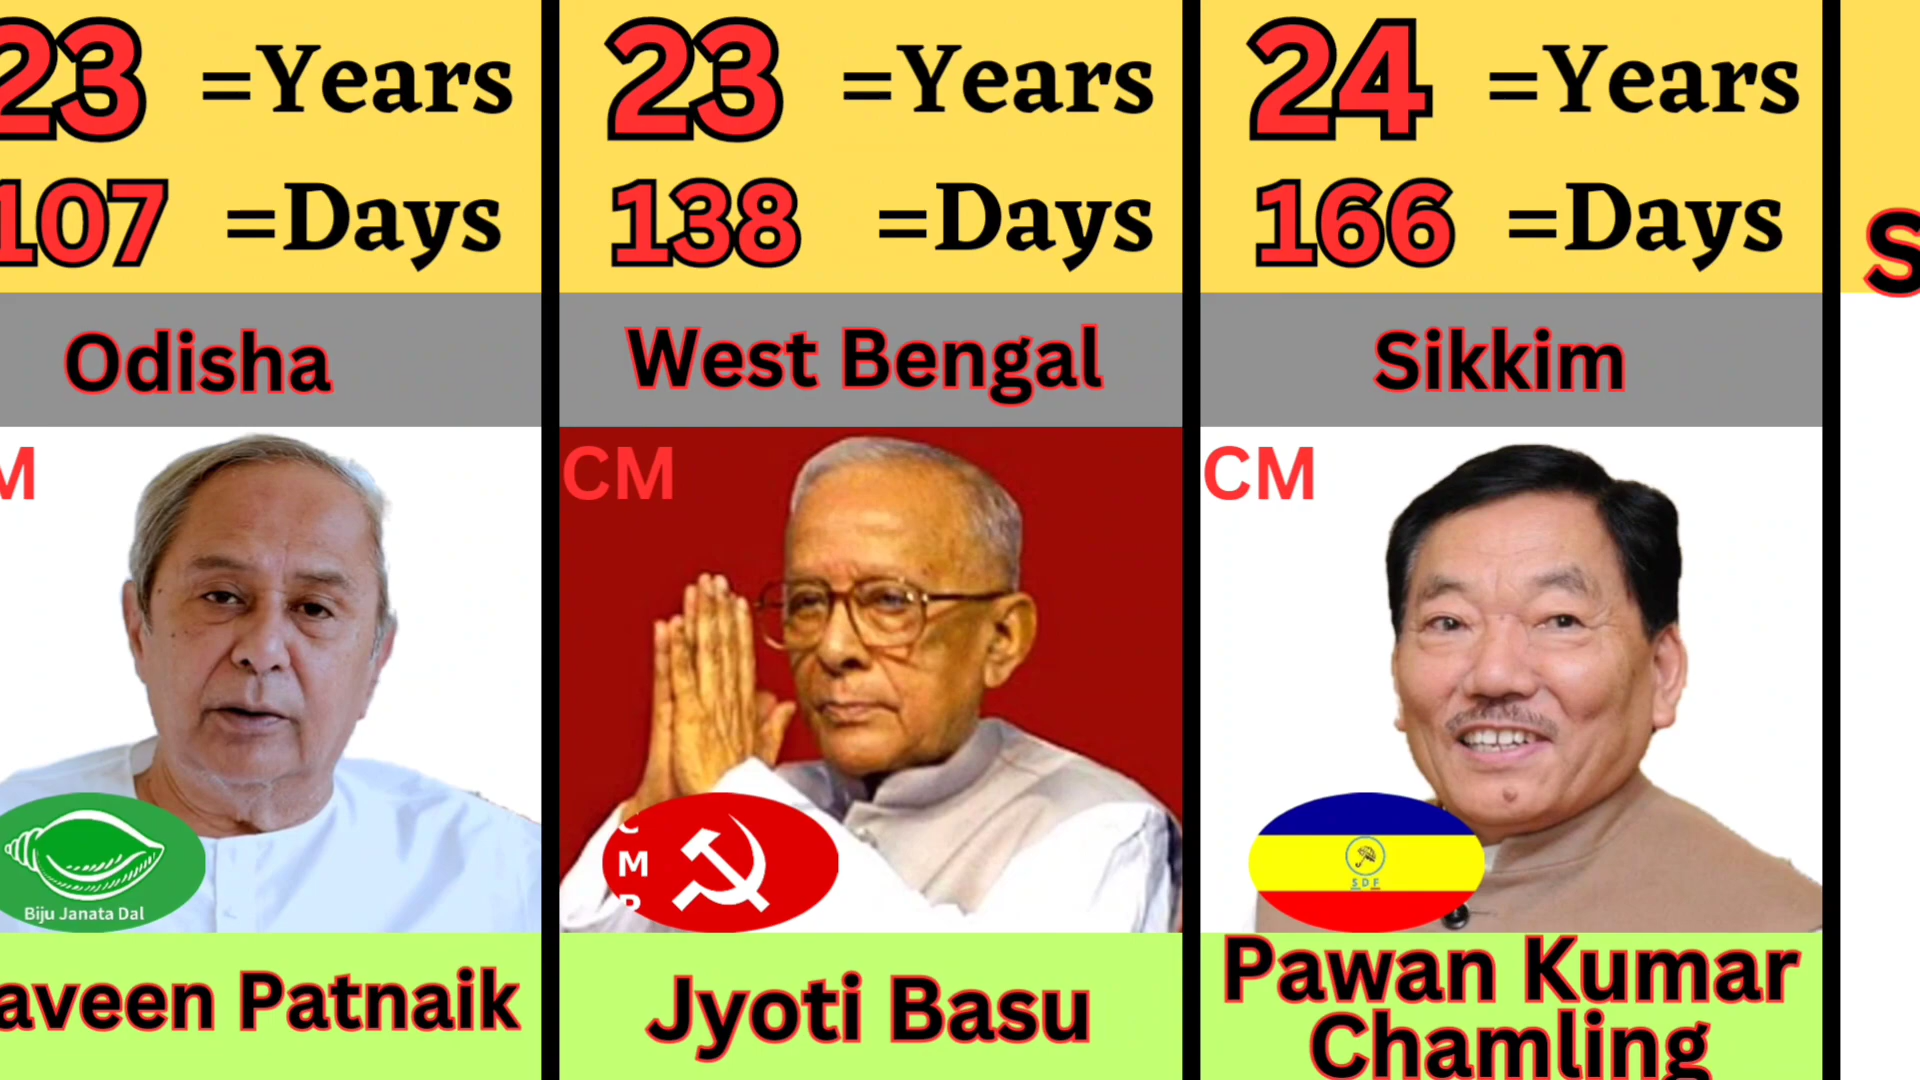 23 =Years
107 =Days
Odisha
M
Biju Janata Dal
aveen Patnaik
23 =Years
138 =Days
West Bengal
CM
C
M
P
Jyoti Basu
24 =Years
166 =Days
Sikkim
CM
SDF
Pawan Kumar
Chamling
S